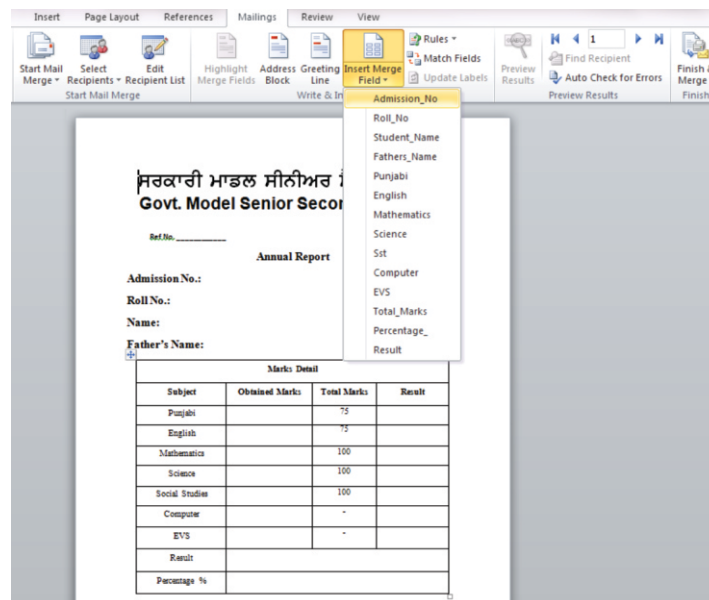 Insert Page Layout References Mailings Review View
Start Mail Merge Select Recipients Edit Recipient List Highlight Merge Fields Address Block Greeting Line Insert Merge Field Rules Match Fields Update Labels Preview Results 1 Find Recipient Auto Check for Errors Finish & Merge
Start Mail Merge Write & In Preview Results Finish
Admission_No
Roll_No
Student_Name
Fathers_Name
Punjabi
English
Mathematics
Science
Sst
Computer
EVS
Total_Marks
Percentage_
Result
ਸਰਕਾਰੀ ਮਾਡਲ ਸੀਨੀਅਰ
Govt. Model Senior Secor
Ref No. ____________
Annual Report
Admission No.:
Roll No.:
Name:
Father's Name:
Marks Detail
Subject Obtained Marks Total Marks Result
Punjabi 75
English 75
Mathematics 100
Science 100
Social Studies 100
Computer -
EVS -
Result
Percentage %